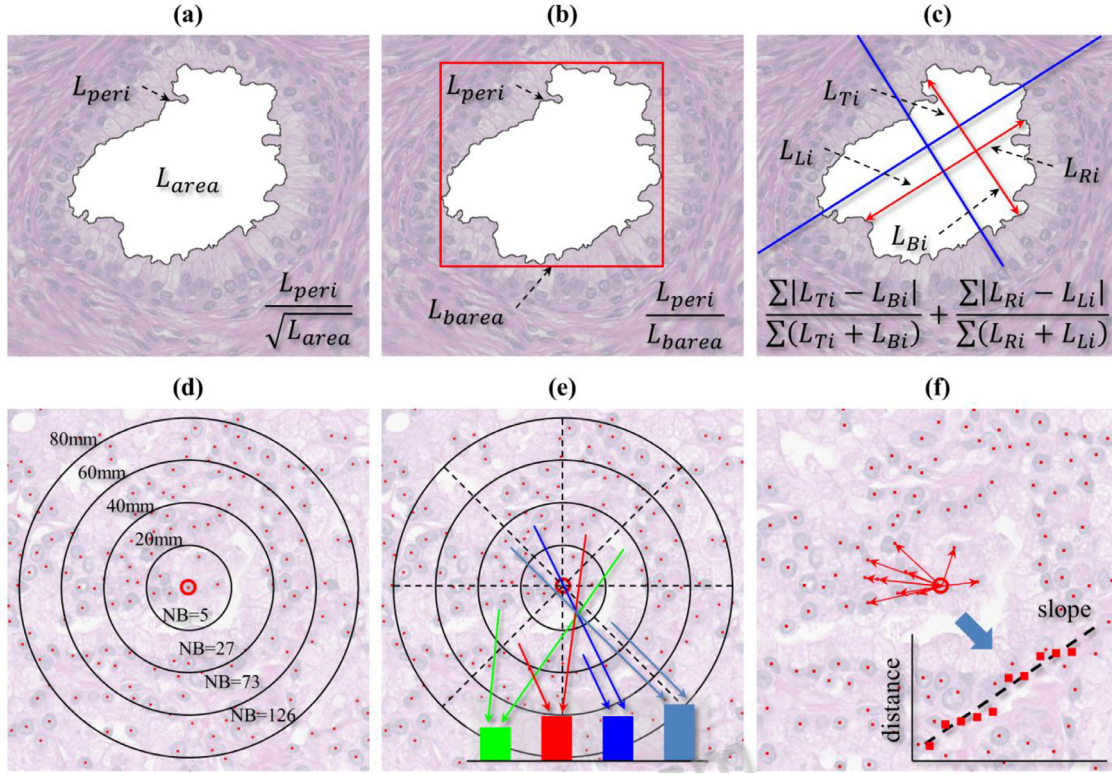 (a)
(b)
(c)
L_peri
L_area
L_peri
√L_area
L_peri
L_barea
L_peri
L_barea
L_Ti
L_Li
L_Ri
L_Bi
∑|L_Ti − L_Bi|
∑(L_Ti + L_Bi)
+
∑|L_Ri − L_Li|
∑(L_Ri + L_Li)
(d)
(e)
(f)
80mm
60mm
40mm
20mm
NB=5
NB=27
NB=73
NB=126
slope
distance